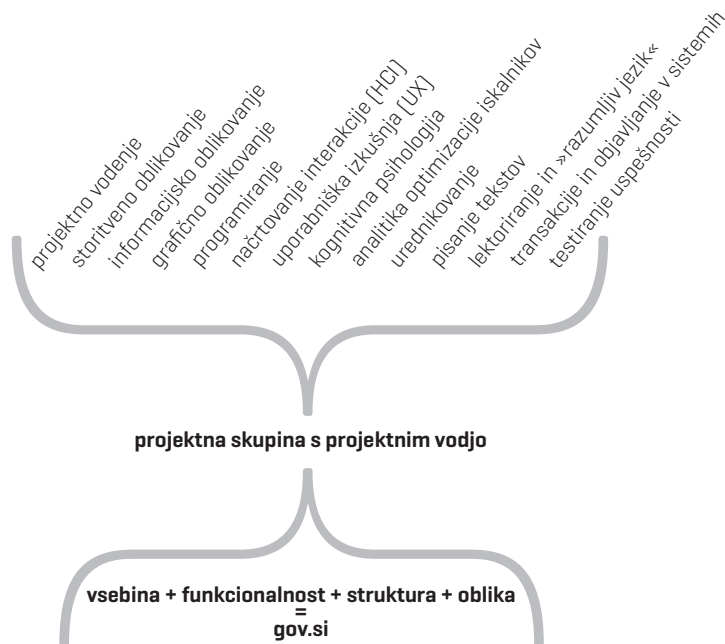 projektno vodenje
storitveno oblikovanje
informacijsko oblikovanje
grafično oblikovanje
programiranje
načrtovanje interakcije (HCI)
uporabniška izkušnja (UX)
kognitivna psihologija
analitika optimizacije iskalnikov
urednikovanje
pisanje tekstov
lektoriranje in »razumljiv jezik«
transakcije in objavljanje v sistemih
testiranje uspešnosti
projektna skupina s projektnim vodjo
vsebina + funkcionalnost + struktura + oblika
=
gov.si